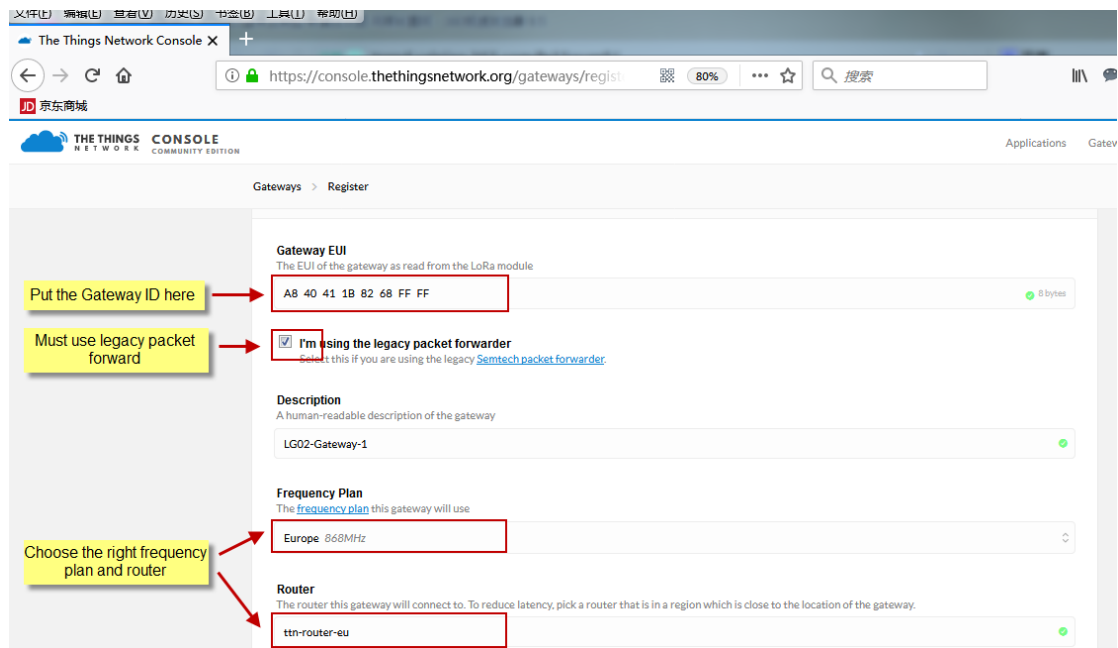 文件(F) 编辑(E) 查看(V) 历史(S) 书签(B) 工具(T) 帮助(H)
The Things Network Console
https://console.thethingsnetwork.org/gateways/regist
80%
搜索
JD 京东商城
THE THINGS NETWORK
CONSOLE
COMMUNITY EDITION
Applications
Gatew
Gateways > Register
Gateway EUI
The EUI of the gateway as read from the LoRa module
Put the Gateway ID here
A8 40 41 1B 82 68 FF FF
8 bytes
Must use legacy packet
forward
I'm using the legacy packet forwarder
Select this if you are using the legacy Semtech packet forwarder.
Description
A human-readable description of the gateway
LG02-Gateway-1
Frequency Plan
The frequency plan this gateway will use
Europe 868MHz
Choose the right frequency
plan and router
Router
The router this gateway will connect to. To reduce latency, pick a router that is in a region which is close to the location of the gateway.
ttn-router-eu